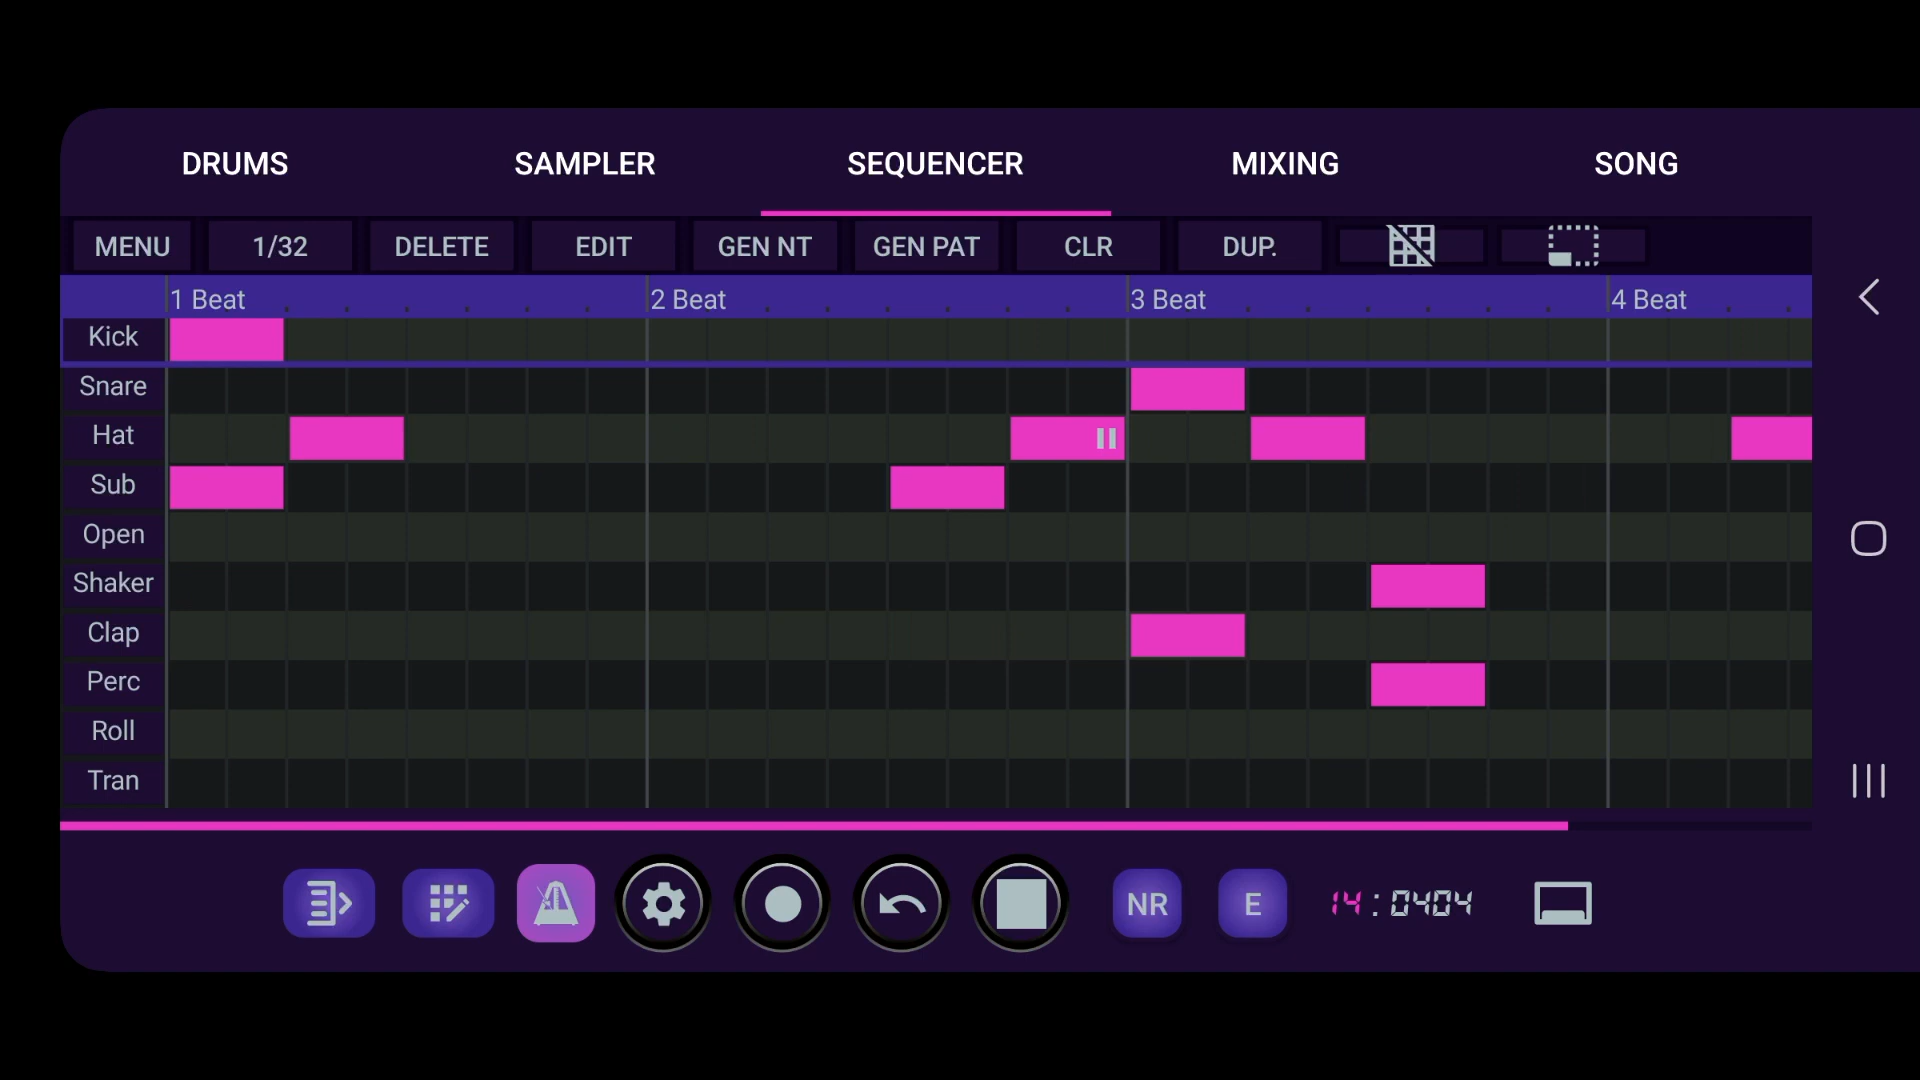 DRUMS SAMPLER SEQUENCER MIXING SONG
MENU 1/32 DELETE EDIT GEN NT GEN PAT CLR DUP.
1 Beat 2 Beat 3 Beat 4 Beat
Kick
Snare
Hat
Sub
Open
Shaker
Clap
Perc
Roll
Tran
NR E 14:0404